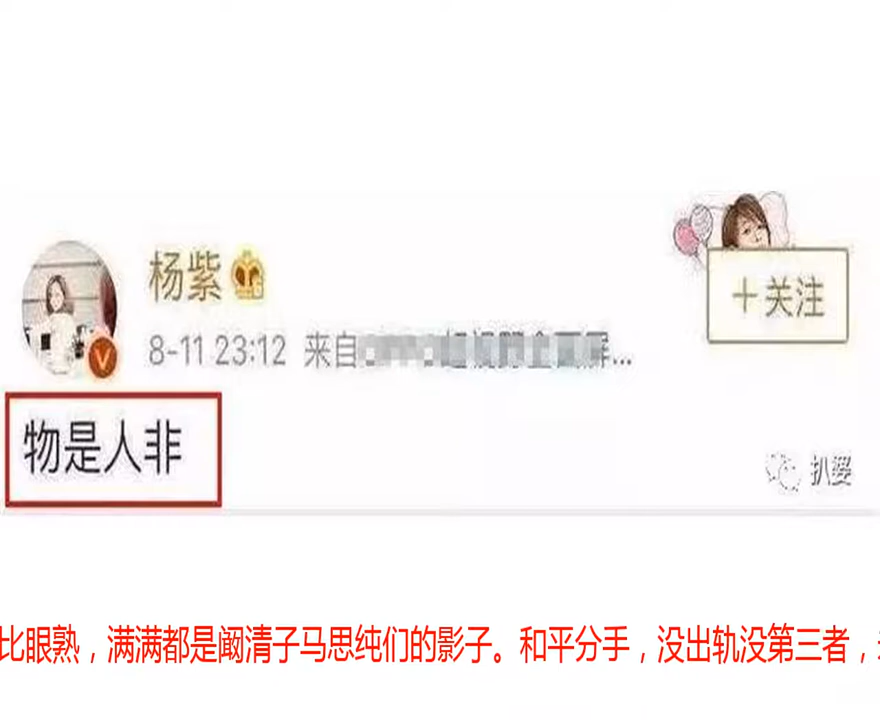 杨紫
+关注
8-11 23:12 来自
物是人非
扒婆
比眼熟，满满都是阚清子马思纯们的影子。和平分手，没出轨没第三者，